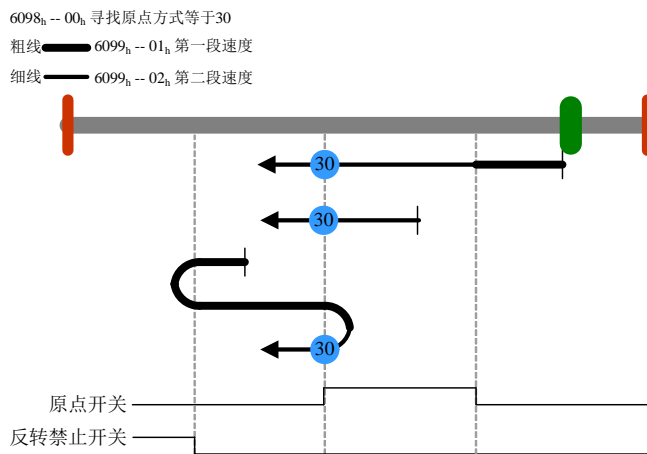 6098h -- 00h 寻找原点方式等于30
粗线 6099h -- 01h 第一段速度
细线 6099h -- 02h 第二段速度
30
30
30
原点开关
反转禁止开关